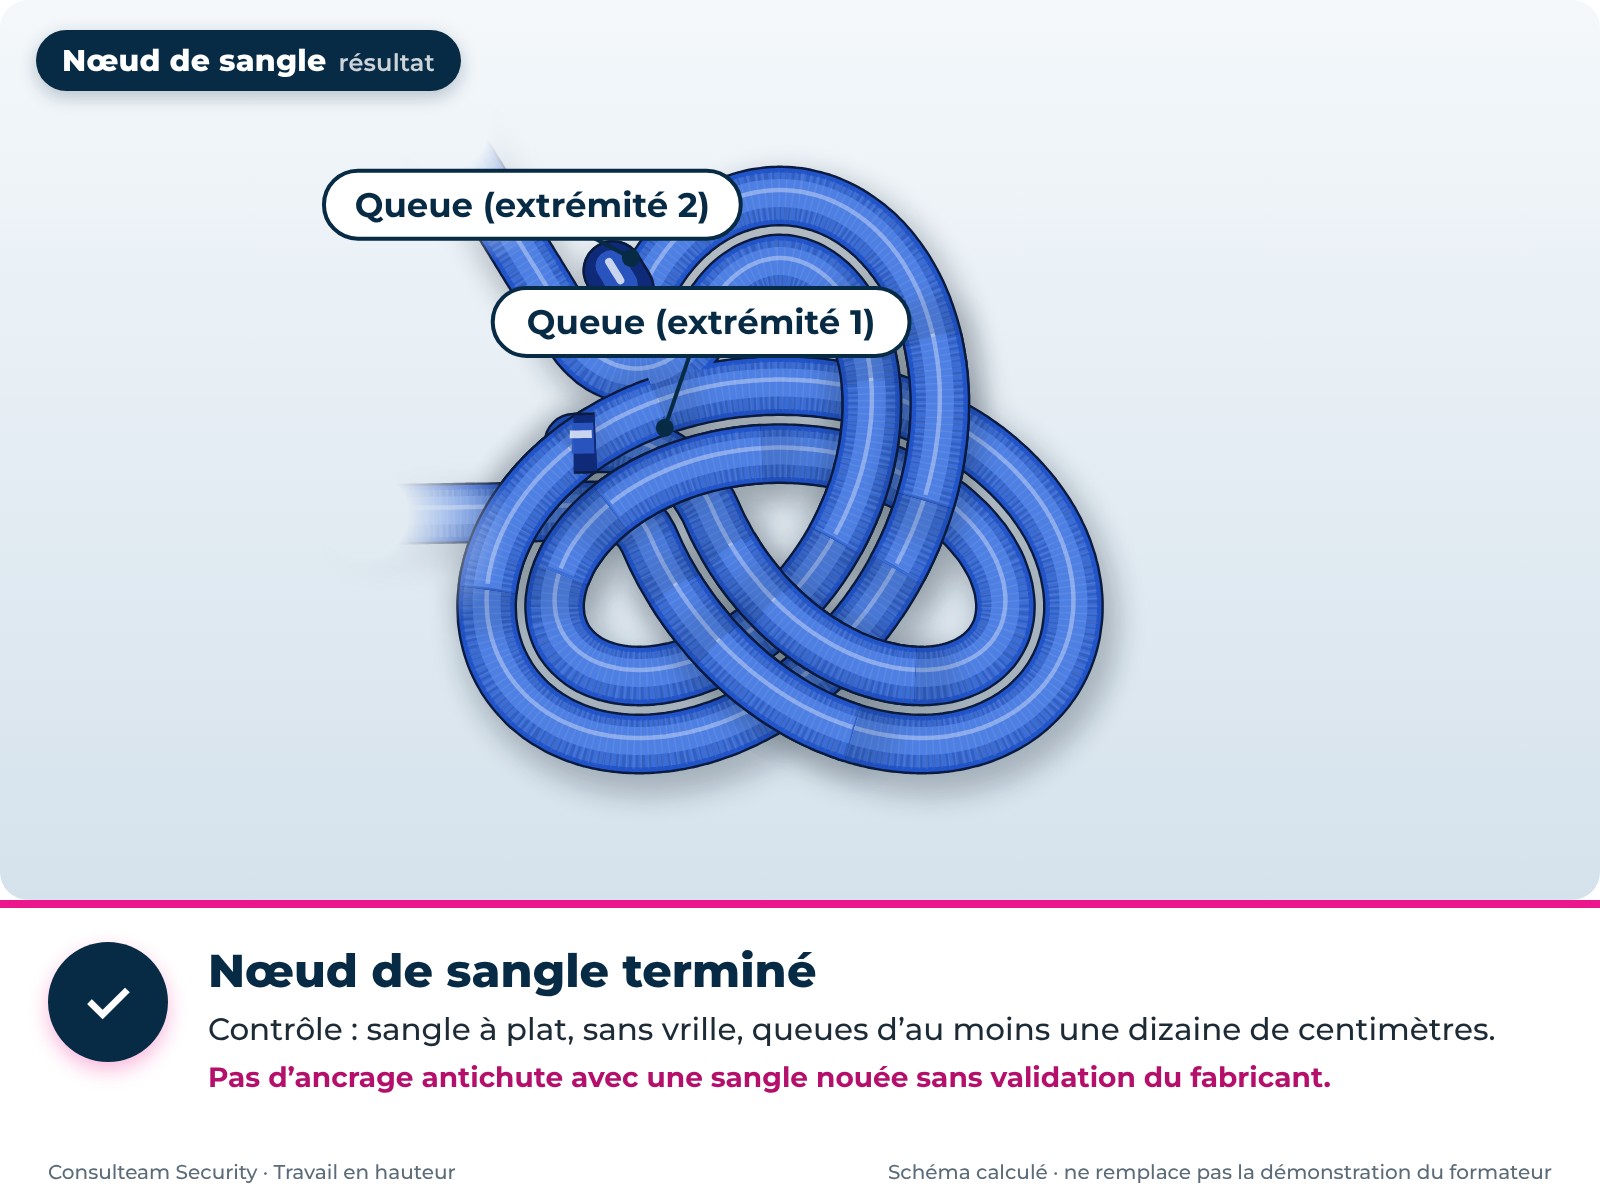 Nœud de sangle résultat
Queue (extrémité 2)
Queue (extrémité 1)
Nœud de sangle terminé
Contrôle : sangle à plat, sans vrille, queues d’au moins une dizaine de centimètres.
Pas d’ancrage antichute avec une sangle nouée sans validation du fabricant.
Consulteam Security · Travail en hauteur
Schéma calculé · ne remplace pas la démonstration du formateur